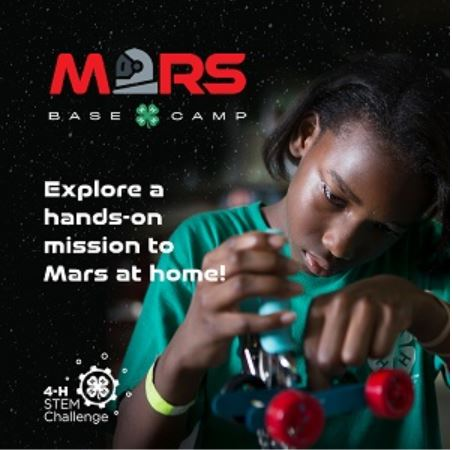 MARS
BASE CAMP
Explore a
hands-on
mission to
Mars at home!
4-H
STEM
Challenge